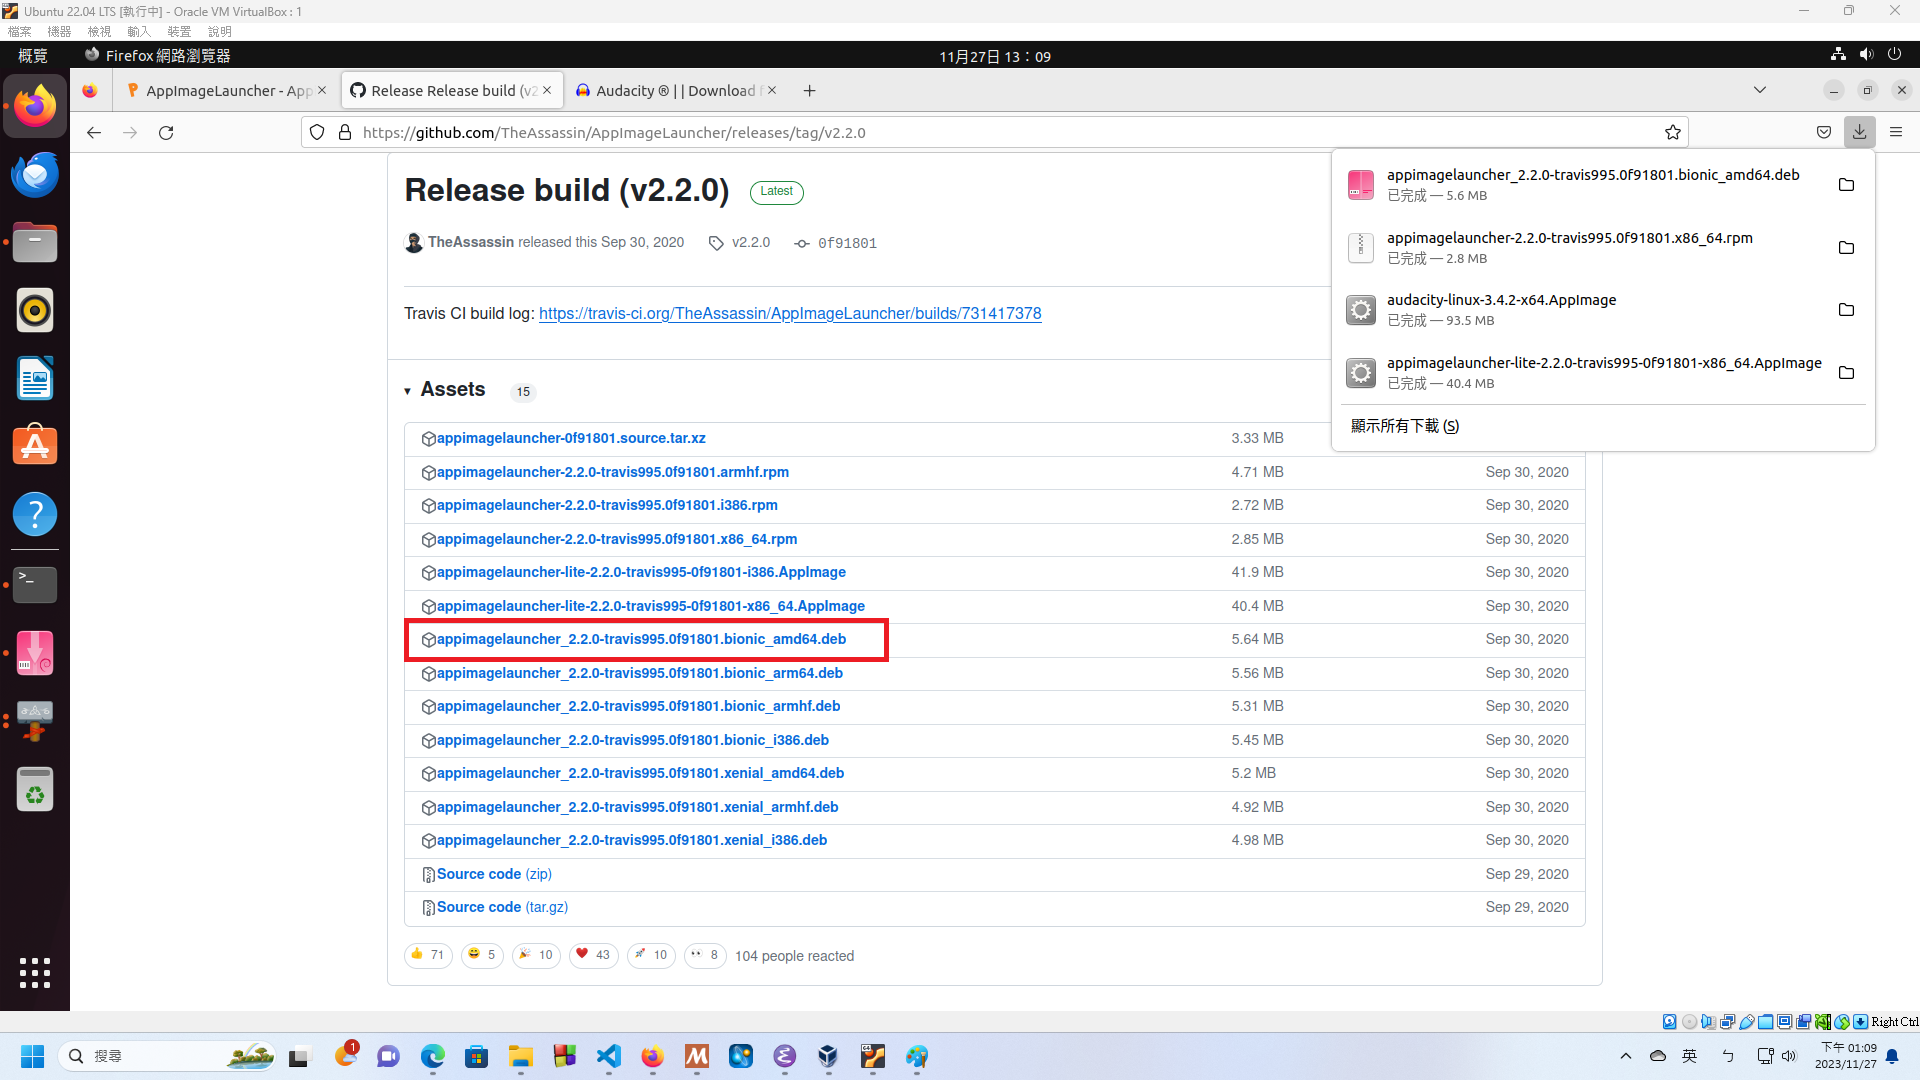 Ubuntu 22.04 LTS [執行中] - Oracle VM VirtualBox : 1
檔案 機器 檢視 輸入 裝置 說明
概覽 Firefox 網路瀏覽器 11月27日 13：09
AppImageLauncher - App Release Release build (v2 Audacity ® | | Download f
https://github.com/TheAssassin/AppImageLauncher/releases/tag/v2.2.0
Release build (v2.2.0) Latest
TheAssassin released this Sep 30, 2020 v2.2.0 0f91801
Travis CI build log: https://travis-ci.org/TheAssassin/AppImageLauncher/builds/731417378
appimagelauncher_2.2.0-travis995.0f91801.bionic_amd64.deb
已完成 — 5.6 MB
appimagelauncher-2.2.0-travis995.0f91801.x86_64.rpm
已完成 — 2.8 MB
audacity-linux-3.4.2-x64.AppImage
已完成 — 93.5 MB
appimagelauncher-lite-2.2.0-travis995-0f91801-x86_64.AppImage
已完成 — 40.4 MB
顯示所有下載 (S)
Assets 15
appimagelauncher-0f91801.source.tar.xz 3.33 MB
appimagelauncher-2.2.0-travis995.0f91801.armhf.rpm 4.71 MB Sep 30, 2020
appimagelauncher-2.2.0-travis995.0f91801.i386.rpm 2.72 MB Sep 30, 2020
appimagelauncher-2.2.0-travis995.0f91801.x86_64.rpm 2.85 MB Sep 30, 2020
appimagelauncher-lite-2.2.0-travis995-0f91801-i386.AppImage 41.9 MB Sep 30, 2020
appimagelauncher-lite-2.2.0-travis995-0f91801-x86_64.AppImage 40.4 MB Sep 30, 2020
appimagelauncher_2.2.0-travis995.0f91801.bionic_amd64.deb 5.64 MB Sep 30, 2020
appimagelauncher_2.2.0-travis995.0f91801.bionic_arm64.deb 5.56 MB Sep 30, 2020
appimagelauncher_2.2.0-travis995.0f91801.bionic_armhf.deb 5.31 MB Sep 30, 2020
appimagelauncher_2.2.0-travis995.0f91801.bionic_i386.deb 5.45 MB Sep 30, 2020
appimagelauncher_2.2.0-travis995.0f91801.xenial_amd64.deb 5.2 MB Sep 30, 2020
appimagelauncher_2.2.0-travis995.0f91801.xenial_armhf.deb 4.92 MB Sep 30, 2020
appimagelauncher_2.2.0-travis995.0f91801.xenial_i386.deb 4.98 MB Sep 30, 2020
Source code (zip) Sep 29, 2020
Source code (tar.gz) Sep 29, 2020
71 5 10 43 10 8 104 people reacted
Right Ctrl
搜尋 1 英 ㄅ 下午 01:09
2023/11/27